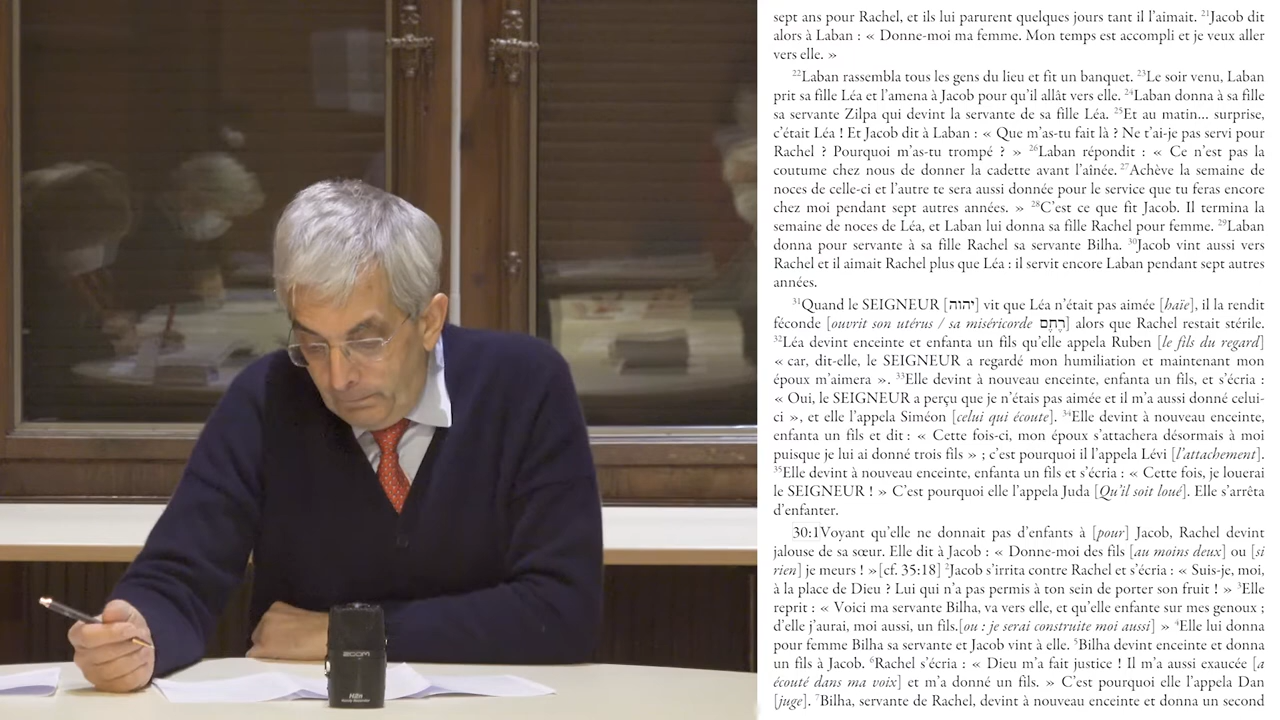 sept ans pour Rachel, et ils lui parurent quelques jours tant il l'aimait. ²¹Jacob dit
alors à Laban : « Donne-moi ma femme. Mon temps est accompli et je veux aller
vers elle. »
²²Laban rassembla tous les gens du lieu et fit un banquet. ²³Le soir venu, Laban
prit sa fille Léa et l'amena à Jacob pour qu'il allât vers elle. ²⁴Laban donna à sa fille
sa servante Zilpa qui devint la servante de sa fille Léa. ²⁵Et au matin... surprise,
c'était Léa ! Et Jacob dit à Laban : « Que m'as-tu fait là ? Ne t'ai-je pas servi pour
Rachel ? Pourquoi m'as-tu trompé ? » ²⁶Laban répondit : « Ce n'est pas la
coutume chez nous de donner la cadette avant l'aînée. ²⁷Achève la semaine de
noces de celle-ci et l'autre te sera aussi donnée pour le service que tu feras encore
chez moi pendant sept autres années. » ²⁸C'est ce que fit Jacob. Il termina la
semaine de noces de Léa, et Laban lui donna sa fille Rachel pour femme. ²⁹Laban
donna pour servante à sa fille Rachel sa servante Bilha. ³⁰Jacob vint aussi vers
Rachel et il aimait Rachel plus que Léa : il servit encore Laban pendant sept autres
années.
³¹Quand le SEIGNEUR [יהוה] vit que Léa n'était pas aimée [haïe], il la rendit
féconde [ouvrit son utérus / sa miséricorde רֶחֶם] alors que Rachel restait stérile.
³²Léa devint enceinte et enfanta un fils qu'elle appela Ruben [le fils du regard]
« car, dit-elle, le SEIGNEUR a regardé mon humiliation et maintenant mon
époux m'aimera ». ³³Elle devint à nouveau enceinte, enfanta un fils, et s'écria :
« Oui, le SEIGNEUR a perçu que je n'étais pas aimée et il m'a aussi donné celui-
ci », et elle l'appela Siméon [celui qui écoute]. ³⁴Elle devint à nouveau enceinte,
enfanta un fils et dit : « Cette fois-ci, mon époux s'attachera désormais à moi
puisque je lui ai donné trois fils » ; c'est pourquoi il l'appela Lévi [l'attachement].
³⁵Elle devint à nouveau enceinte, enfanta un fils et s'écria : « Cette fois, je louerai
le SEIGNEUR ! » C'est pourquoi elle l'appela Juda [Qu'il soit loué]. Elle s'arrêta
d'enfanter.
30:1Voyant qu'elle ne donnait pas d'enfants à [pour] Jacob, Rachel devint
jalouse de sa sœur. Elle dit à Jacob : « Donne-moi des fils [au moins deux] ou [si
rien] je meurs ! »[cf. 35:18] ²Jacob s'irrita contre Rachel et s'écria : « Suis-je, moi,
à la place de Dieu ? Lui qui n'a pas permis à ton sein de porter son fruit ! » ³Elle
reprit : « Voici ma servante Bilha, va vers elle, et qu'elle enfante sur mes genoux ;
d'elle j'aurai, moi aussi, un fils.[ou : je serai construite moi aussi] » ⁴Elle lui donna
pour femme Bilha sa servante et Jacob vint à elle. ⁵Bilha devint enceinte et donna
un fils à Jacob. ⁶Rachel s'écria : « Dieu m'a fait justice ! Il m'a aussi exaucée [a
écouté dans ma voix] et m'a donné un fils. » C'est pourquoi elle l'appela Dan
[juge]. ⁷Bilha, servante de Rachel, devint à nouveau enceinte et donna un second
zoom
H2n
Handy Recorder